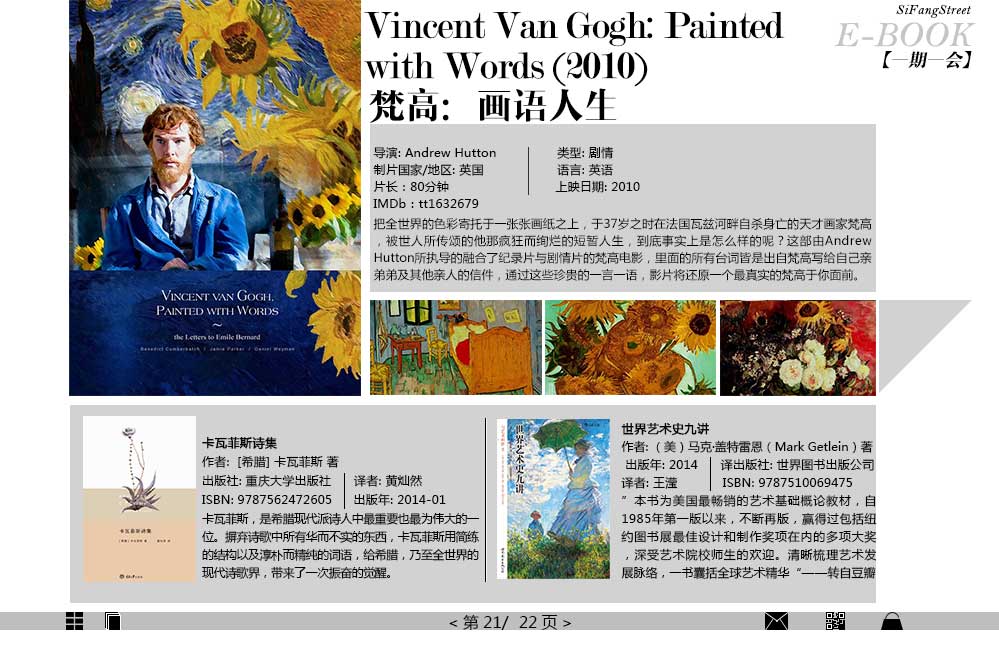 Vincent Van Gogh: Painted
with Words (2010)
梵高: 画语人生
SiFangStreet
E-BOOK
【一期一会】
导演: Andrew Hutton
制片国家/地区: 英国
片长：80分钟
IMDb：tt1632679
类型: 剧情
语言: 英语
上映日期: 2010
把全世界的色彩寄托于一张张画纸之上，于37岁之时在法国瓦兹河畔自杀身亡的天才画家梵高
，被世人所传颂的他那疯狂而绚烂的短暂人生，到底事实上是怎么样的呢？这部由Andrew
Hutton所执导的融合了纪录片与剧情片的梵高电影，里面的所有台词皆是出自梵高写给自己亲
弟弟及其他亲人的信件，通过这些珍贵的一言一语，影片将还原一个最真实的梵高于你面前。
VINCENT VAN GOGH,
PAINTED WITH WORDS
~
the Letters to Emile Bernard
Benedict Cumberbatch / Jamie Parker / Daniel Weyman
卡瓦菲斯诗集
卡瓦菲斯诗集
作者: [希腊] 卡瓦菲斯 著
出版社: 重庆大学出版社
ISBN: 9787562472605
译者: 黄灿然
出版年: 2014-01
卡瓦菲斯，是希腊现代派诗人中最重要也最为伟大的一
位。摒弃诗歌中所有华而不实的东西，卡瓦菲斯用简练
的结构以及淳朴而精纯的词语，给希腊，乃至全世界的
现代诗歌界，带来了一次振奋的觉醒。
世界艺术史九讲
世界艺术史九讲
作者: （美）马克·盖特雷恩（Mark Getlein）著
出版年: 2014
译者: 王滢
译出版社: 世界图书出版公司
ISBN: 9787510069475
”本书为美国最畅销的艺术基础概论教材，自
1985年第一版以来，不断再版，赢得过包括纽
约图书展最佳设计和制作奖项在内的多项大奖
，深受艺术院校师生的欢迎。清晰梳理艺术发
展脉络，一书囊括全球艺术精华“——转自豆瓣
< 第 21/ 22 页 >